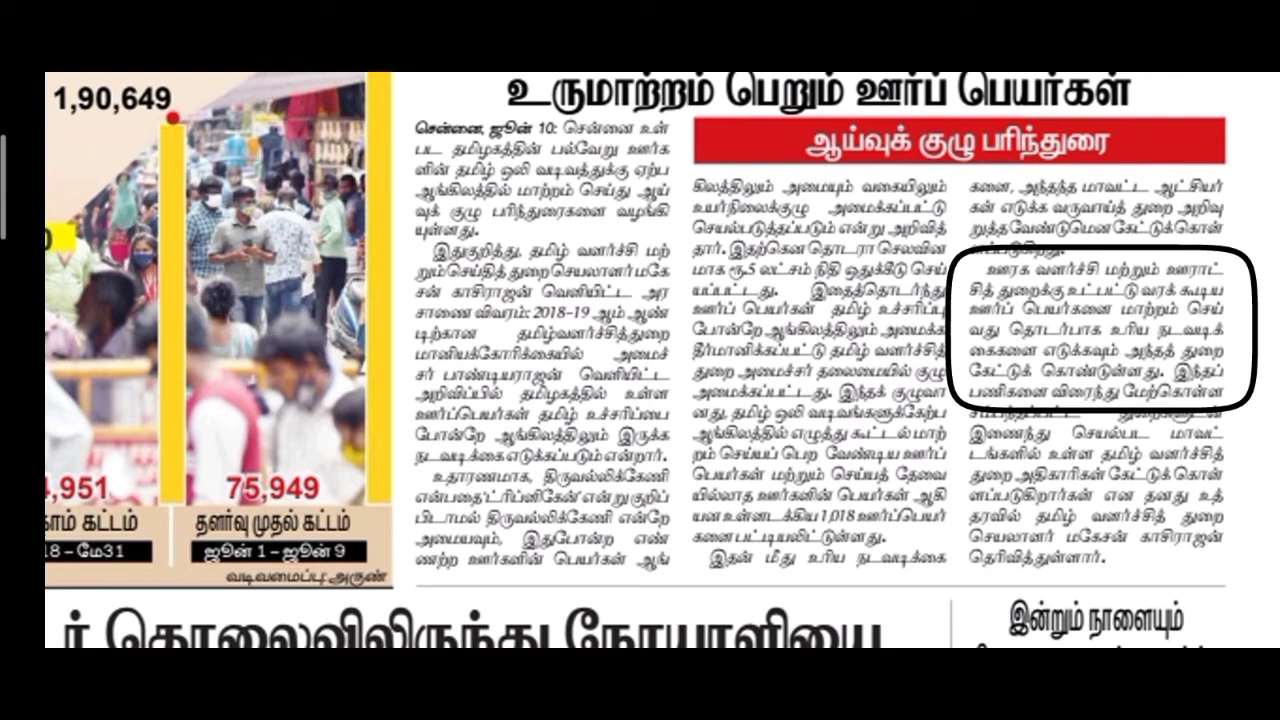 1,90,649
4,951
75,949
தளர்வு முதல் கட்டம்
18 – மே31
ஜூன் 1 – ஜூன் 9
வடிவமைப்பு: அருண்
உருமாற்றம் பெறும் ஊர்ப் பெயர்கள்
சென்னை, ஜூன் 10: சென்னை உள்
பட தமிழகத்தின் பல்வேறு ஊர்க
ளின் தமிழ் ஒலி வடிவத்துக்கு ஏற்ப
ஆங்கிலத்தில் மாற்றம் செய்து ஆய்
வுக் குழு பரிந்துரைகளை வழங்கி
யுள்ளது.
இதுகுறித்து, தமிழ் வளர்ச்சி மற்
றும் செய்தித் துறை செயலாளர் மகே
சன் காசிராஜன் வெளியிட்ட அர
சாணை விவரம்: 2018–19 ஆம் ஆண்
டிற்கான தமிழ்வளர்ச்சித்துறை
மானியக்கோரிக்கையில் அமைச்
சர் பாண்டியராஜன் வெளியிட்ட
அறிவிப்பில் தமிழகத்தில் உள்ள
ஊர்ப்பெயர்கள் தமிழ் உச்சரிப்பை
போன்றே ஆங்கிலத்திலும் இருக்க
நடவடிக்கை எடுக்கப்படும் என்றார்.
உதாரணமாக, திருவல்லிக்கேணி
என்பதை 'ட்ரிப்ளிகேன்' என்று குறிப்
பிடாமல் திருவல்லிக்கேணி என்றே
அமையவும், இதுபோன்ற எண்
ணற்ற ஊர்களின் பெயர்கள் ஆங்
ஆய்வுக் குழு பரிந்துரை
கிலத்திலும் அமையும் வகையிலும்
உயர்நிலைக்குழு அமைக்கப்பட்டு
செயல்படுத்தப்படும் என்று அறிவித்
தார். இதற்கென தொடரா செலவின
மாக ரூ.5 லட்சம் நிதி ஒதுக்கீடு செய்
யப்பட்டது. இதைத்தொடர்ந்து
ஊர்ப் பெயர்கள் தமிழ் உச்சரிப்பு
போன்றே ஆங்கிலத்திலும் அமைக்க
தீர்மானிக்கப்பட்டு தமிழ் வளர்ச்சித்
துறை அமைச்சர் தலைமையில் குழு
அமைக்கப்பட்டது. இந்தக் குழுவா
னது, தமிழ் ஒலி வடிவங்களுக்கேற்ப
ஆங்கிலத்தில் எழுத்து கூட்டல் மாற்
றம் செய்யப் பெற வேண்டிய ஊர்ப்
பெயர்கள் மற்றும் செய்யத் தேவை
யில்லாத ஊர்களின் பெயர்கள் ஆகி
யன உள்ளடக்கிய 1,018 ஊர்ப்பெயர்
களை பட்டியலிட்டுள்ளது.
இதன் மீது உரிய நடவடிக்கை
களை, அந்தந்த மாவட்ட ஆட்சியர்
கள் எடுக்க வருவாய்த் துறை அறிவு
றுத்த வேண்டுமென கேட்டுக்கொள்
ஊரக வளர்ச்சி மற்றும் ஊராட்
சித் துறைக்கு உட்பட்டு வரக் கூடிய
ஊர்ப் பெயர்களை மாற்றம் செய்
வது தொடர்பாக உரிய நடவடிக்
கைகளை எடுக்கவும் அந்தத் துறை
கேட்டுக் கொண்டுள்ளது. இந்தப்
பணிகளை விரைந்து மேற்கொள்ள
சம்பந்தப்பட்ட துறைகளுடன்
இணைந்து செயல்பட மாவட்
டங்களில் உள்ள தமிழ் வளர்ச்சித்
துறை அதிகாரிகள் கேட்டுக் கொள்
ளப்படுகிறார்கள் என தனது உத்
தரவில் தமிழ் வளர்ச்சித் துறை
செயலாளர் மகேசன் காசிராஜன்
தெரிவித்துள்ளார்.
இன்றும் நாளையும்